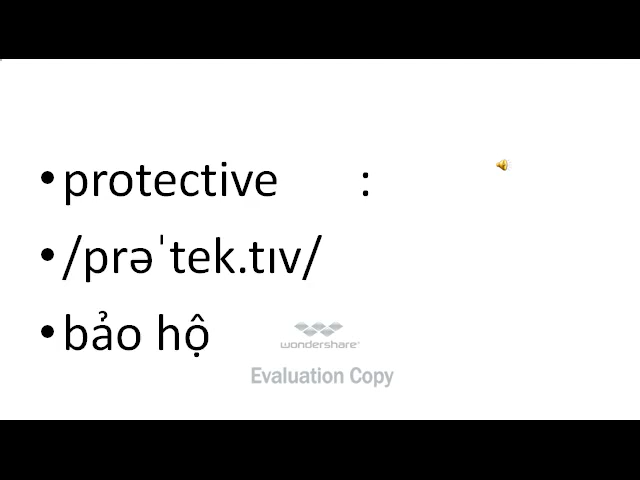 •protective :
•/prəˈtek.tɪv/
•bảo hộ
wondershare
Evaluation Copy